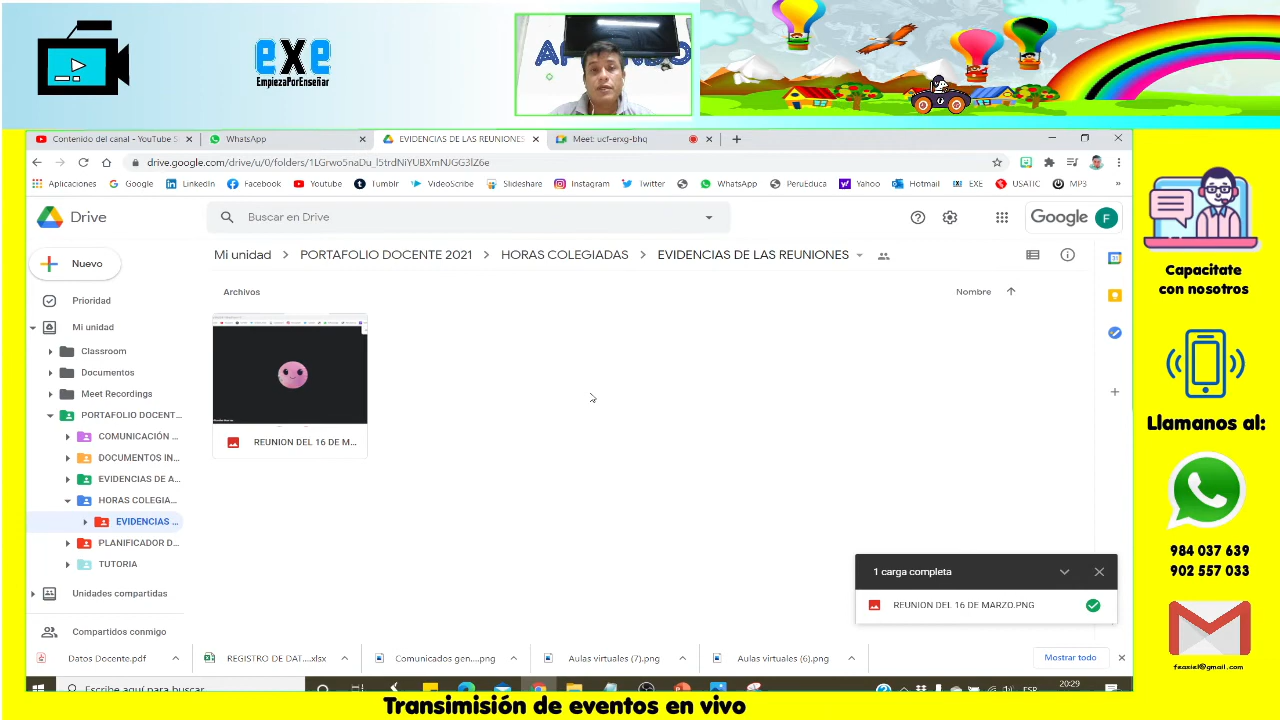 exe
EmpiezaPorEnseñar
Contenido del canal - YouTube S
WhatsApp
EVIDENCIAS DE LAS REUNIONES
Meet: ucf-erxg-bhq
drive.google.com/drive/u/0/folders/1LGrwo5naDu_l5trdNiYUBXmNJGG3lZ6e
Aplicaciones
Google
LinkedIn
Facebook
Youtube
Tumblr
VideoScribe
Slideshare
Instagram
Twitter
WhatsApp
PeruEduca
Yahoo
Hotmail
EXE
USATIC
MP3
»
Drive
Buscar en Drive
Google
F
Nuevo
Mi unidad > PORTAFOLIO DOCENTE 2021 > HORAS COLEGIADAS > EVIDENCIAS DE LAS REUNIONES
Archivos
Nombre
Prioridad
Mi unidad
Classroom
Documentos
Meet Recordings
PORTAFOLIO DOCENT...
COMUNICACIÓN ...
DOCUMENTOS IN...
EVIDENCIAS DE A...
HORAS COLEGIA...
EVIDENCIAS ...
PLANIFICADOR D...
TUTORIA
Unidades compartidas
Compartidos conmigo
REUNION DEL 16 DE M...
1 carga completa
REUNION DEL 16 DE MARZO.PNG
Datos Docente.pdf
REGISTRO DE DAT....xlsx
Comunicados gen....png
Aulas virtuales (7).png
Aulas virtuales (6).png
Mostrar todo
Escribe aquí para buscar
ESP
20:29
Capacitate
con nosotros
Llamanos al:
984 037 639
902 557 033
feaxiel@gmail.com
Transimisión de eventos en vivo